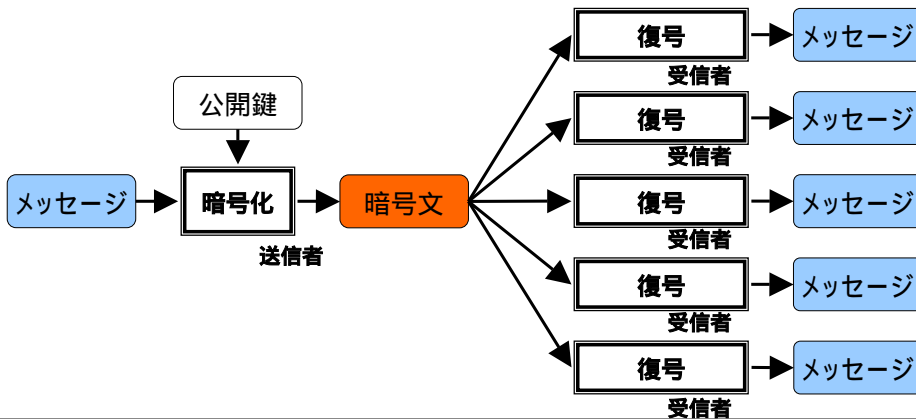 復号
メッセージ
受信者
公開鍵
復号
メッセージ
受信者
メッセージ
暗号化
暗号文
復号
メッセージ
送信者
受信者
復号
メッセージ
受信者
復号
メッセージ
受信者